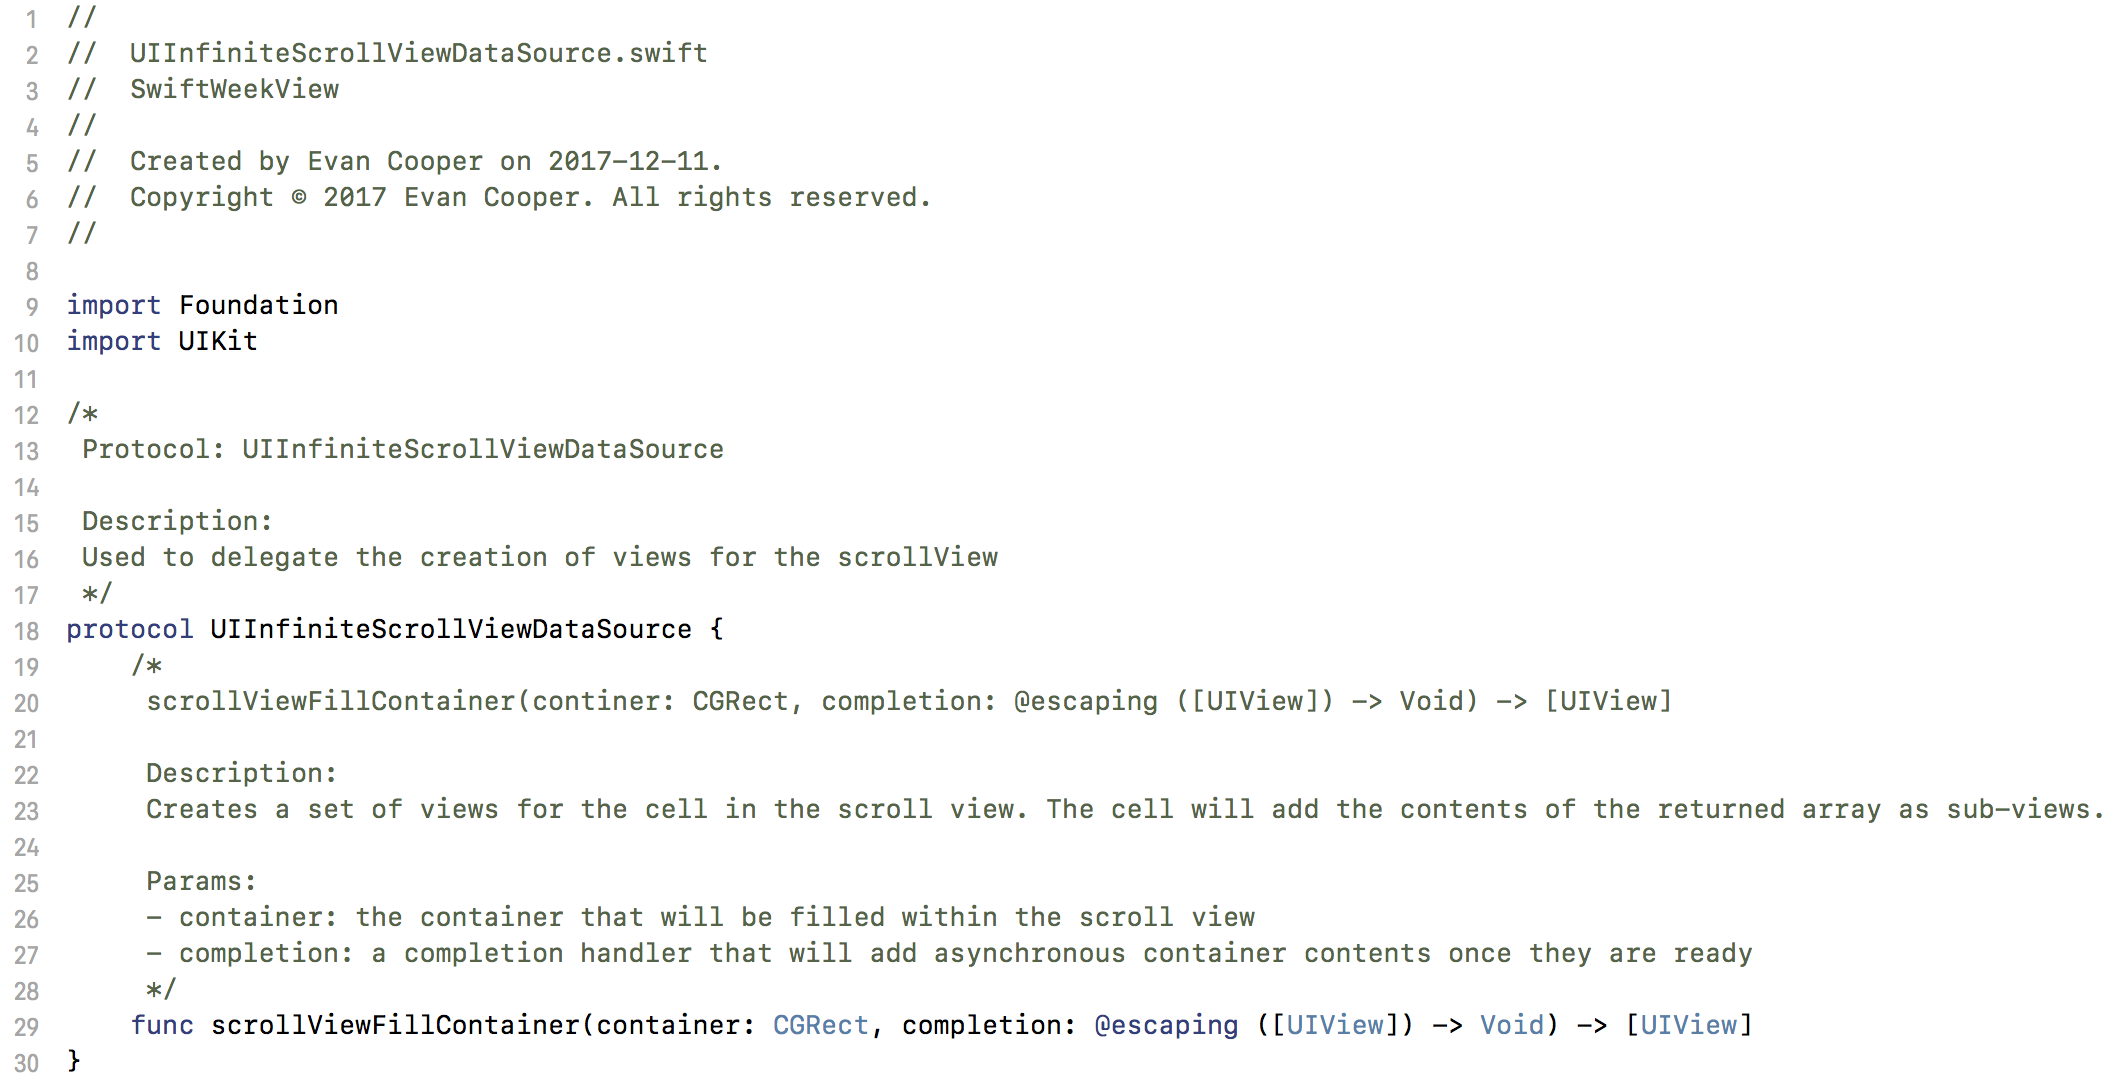 1 //
2 //  UIInfiniteScrollViewDataSource.swift
3 //  SwiftWeekView
4 //
5 //  Created by Evan Cooper on 2017-12-11.
6 //  Copyright © 2017 Evan Cooper. All rights reserved.
7 //
8
9 import Foundation
10 import UIKit
11
12 /*
13  Protocol: UIInfiniteScrollViewDataSource
14
15  Description:
16  Used to delegate the creation of views for the scrollView
17  */
18 protocol UIInfiniteScrollViewDataSource {
19     /*
20      scrollViewFillContainer(continer: CGRect, completion: @escaping ([UIView]) -> Void) -> [UIView]
21
22      Description:
23      Creates a set of views for the cell in the scroll view. The cell will add the contents of the returned array as sub-views.
24
25      Params:
26      - container: the container that will be filled within the scroll view
27      - completion: a completion handler that will add asynchronous container contents once they are ready
28      */
29     func scrollViewFillContainer(container: CGRect, completion: @escaping ([UIView]) -> Void) -> [UIView]
30 }